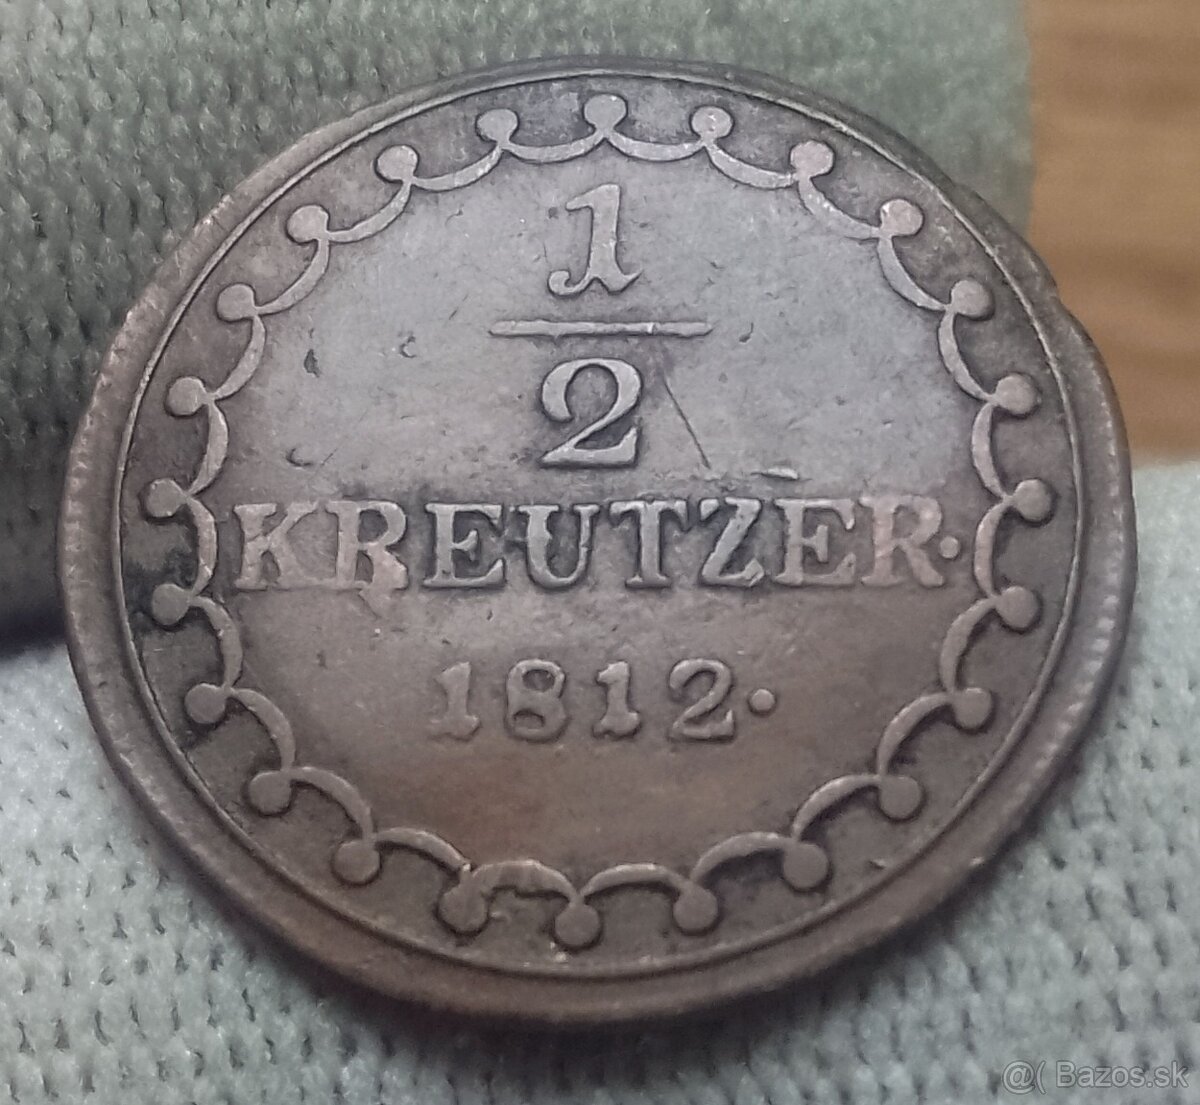 1
2
KREUTZER.
1812.
@( Bazos.sk